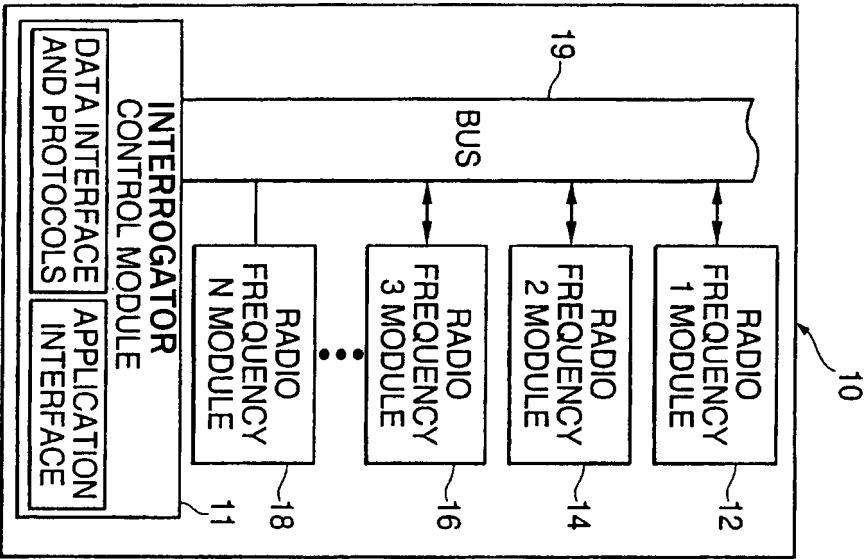 10
19
BUS
RADIO
FREQUENCY
1 MODULE
12
RADIO
FREQUENCY
2 MODULE
14
RADIO
FREQUENCY
3 MODULE
16
RADIO
FREQUENCY
N MODULE
18
INTERROGATOR
CONTROL MODULE
11
DATA INTERFACE
AND PROTOCOLS
APPLICATION
INTERFACE